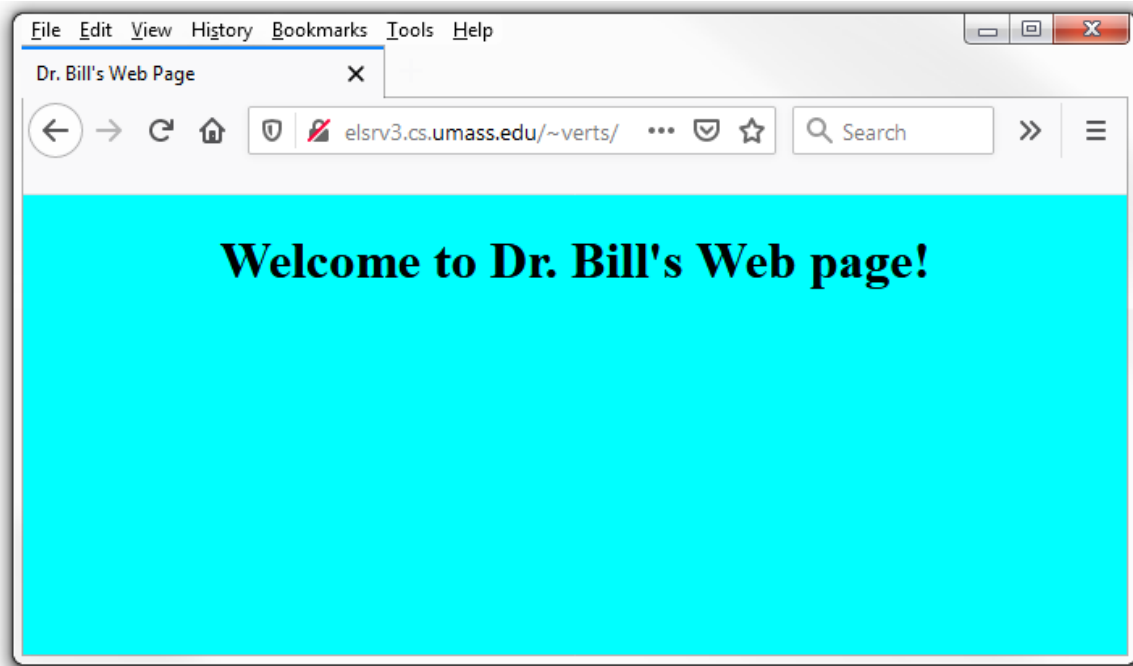 File Edit View History Bookmarks Tools Help
Dr. Bill's Web Page
elsrv3.cs.umass.edu/~verts/ Search
Welcome to Dr. Bill's Web page!